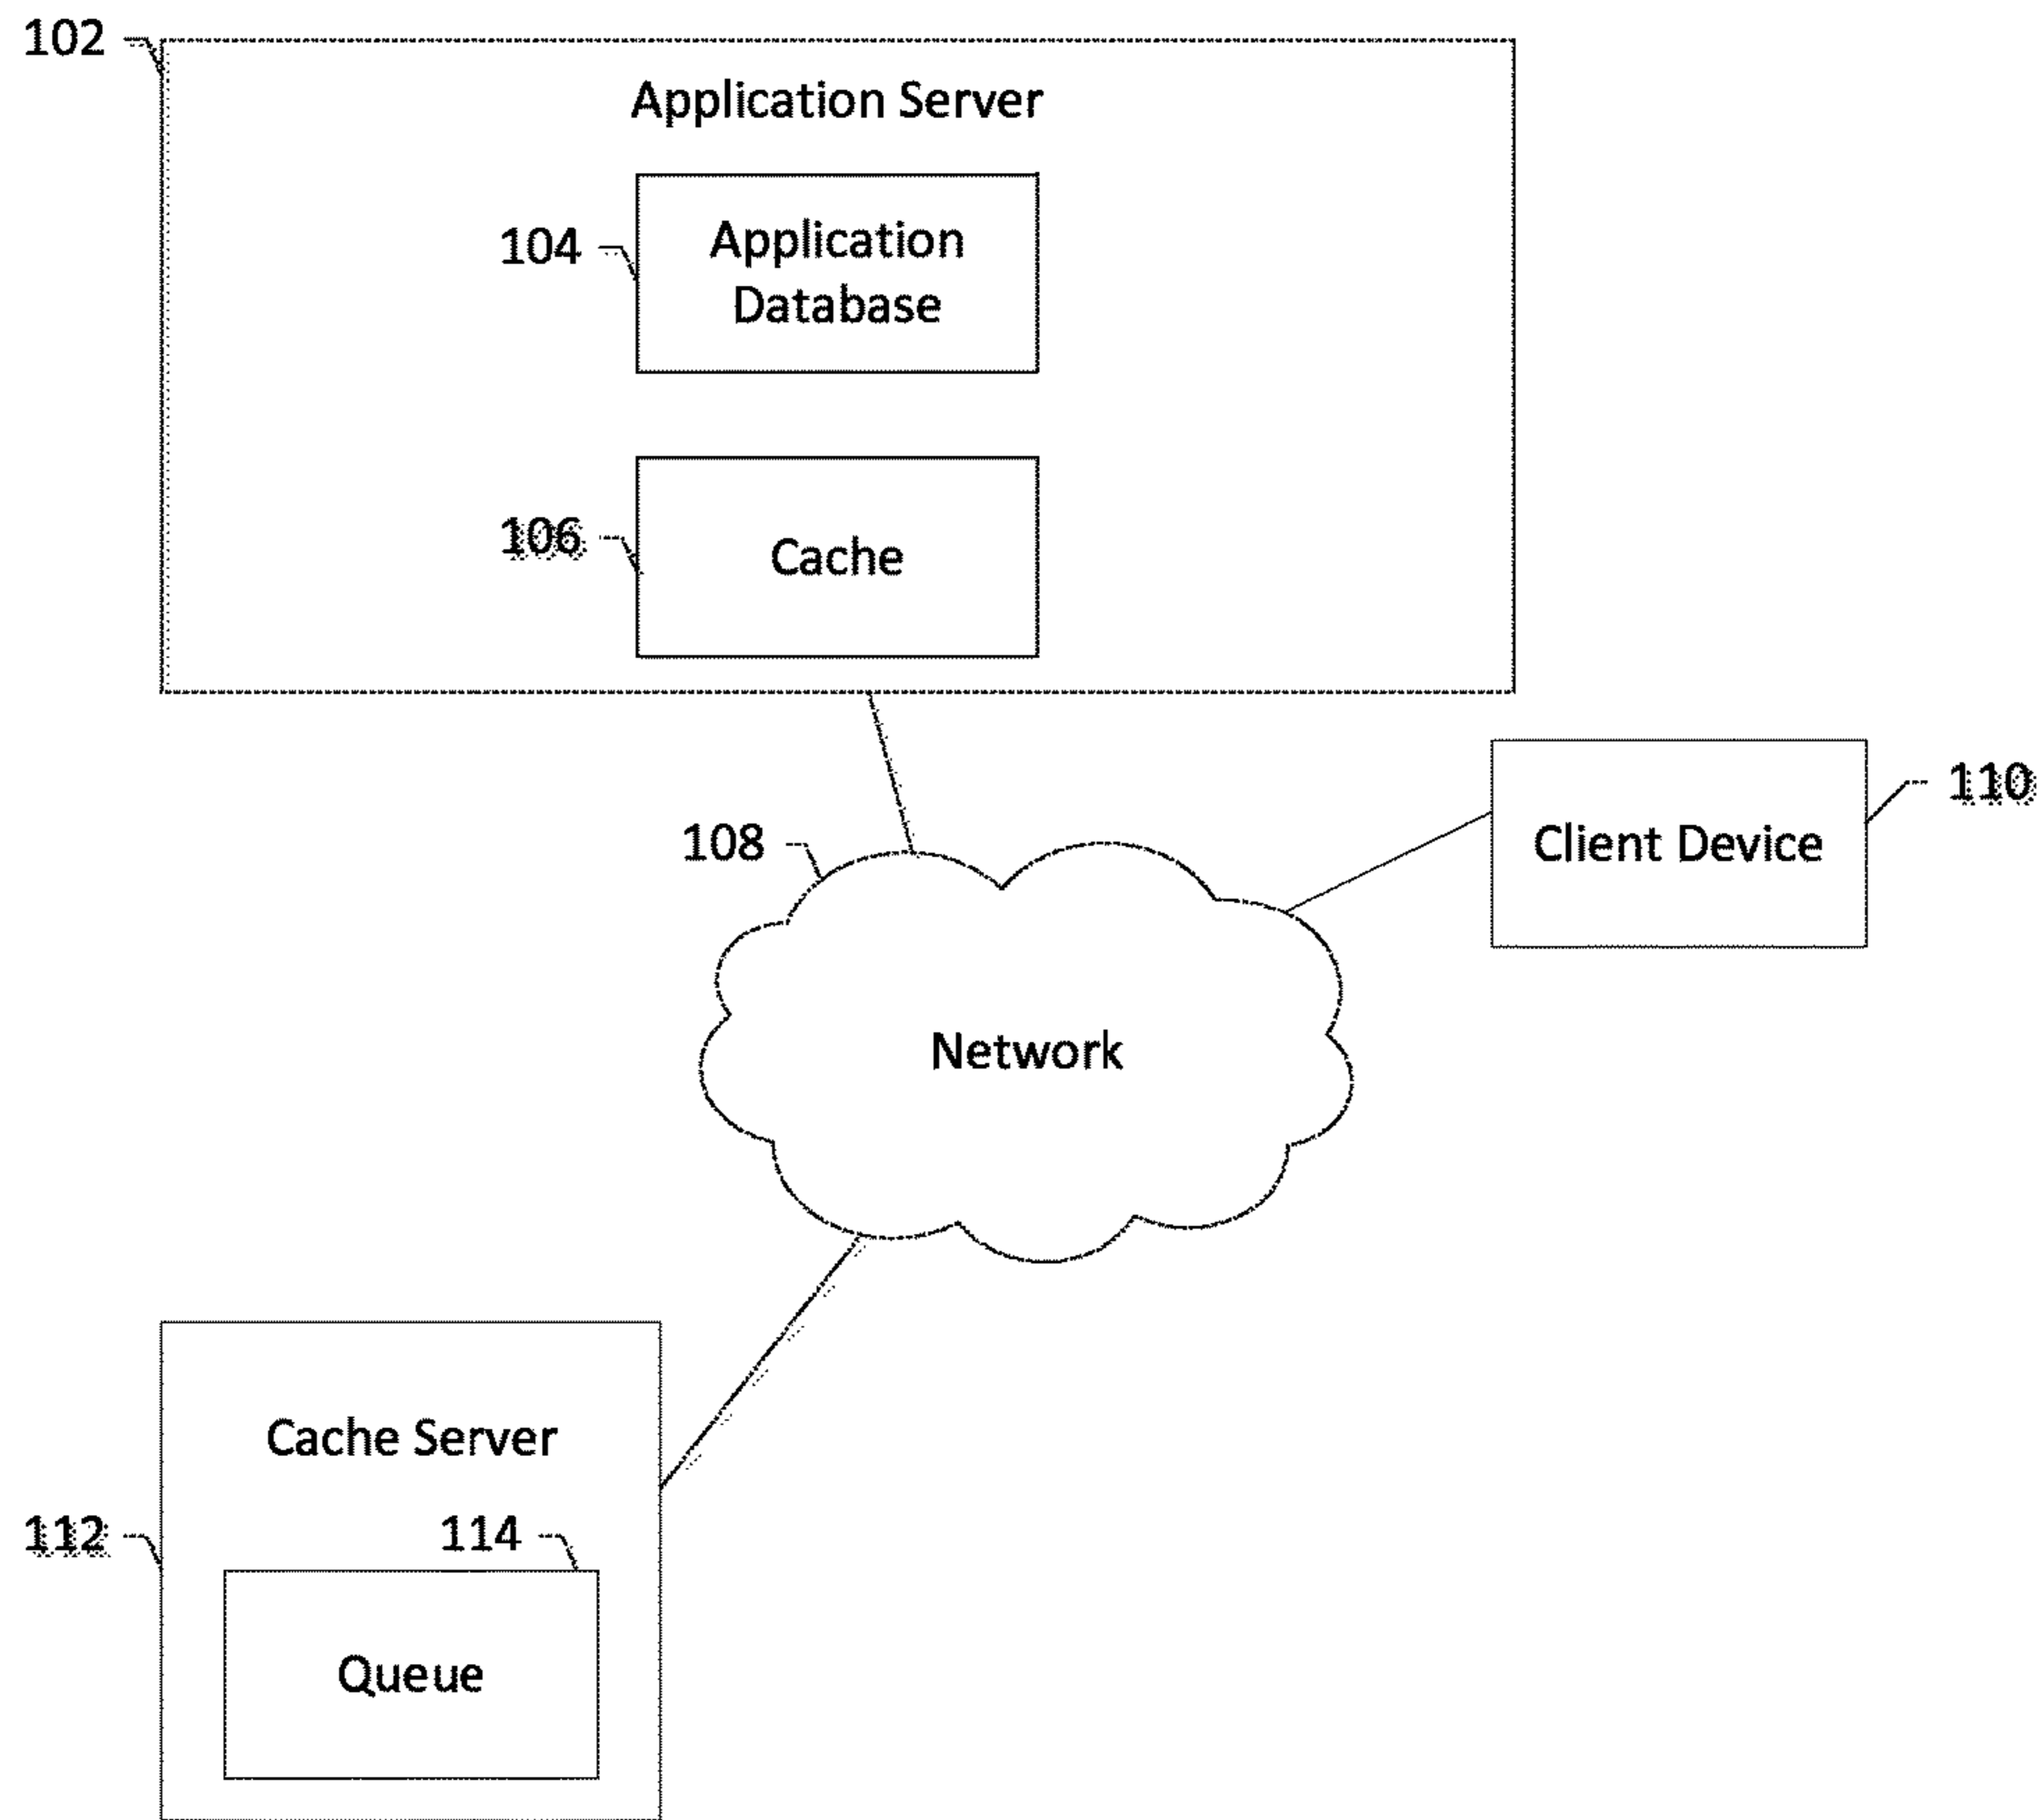 102
Application Server
104
Application
Database
106
Cache
110
Client Device
108
Network
Cache Server
112
114
Queue